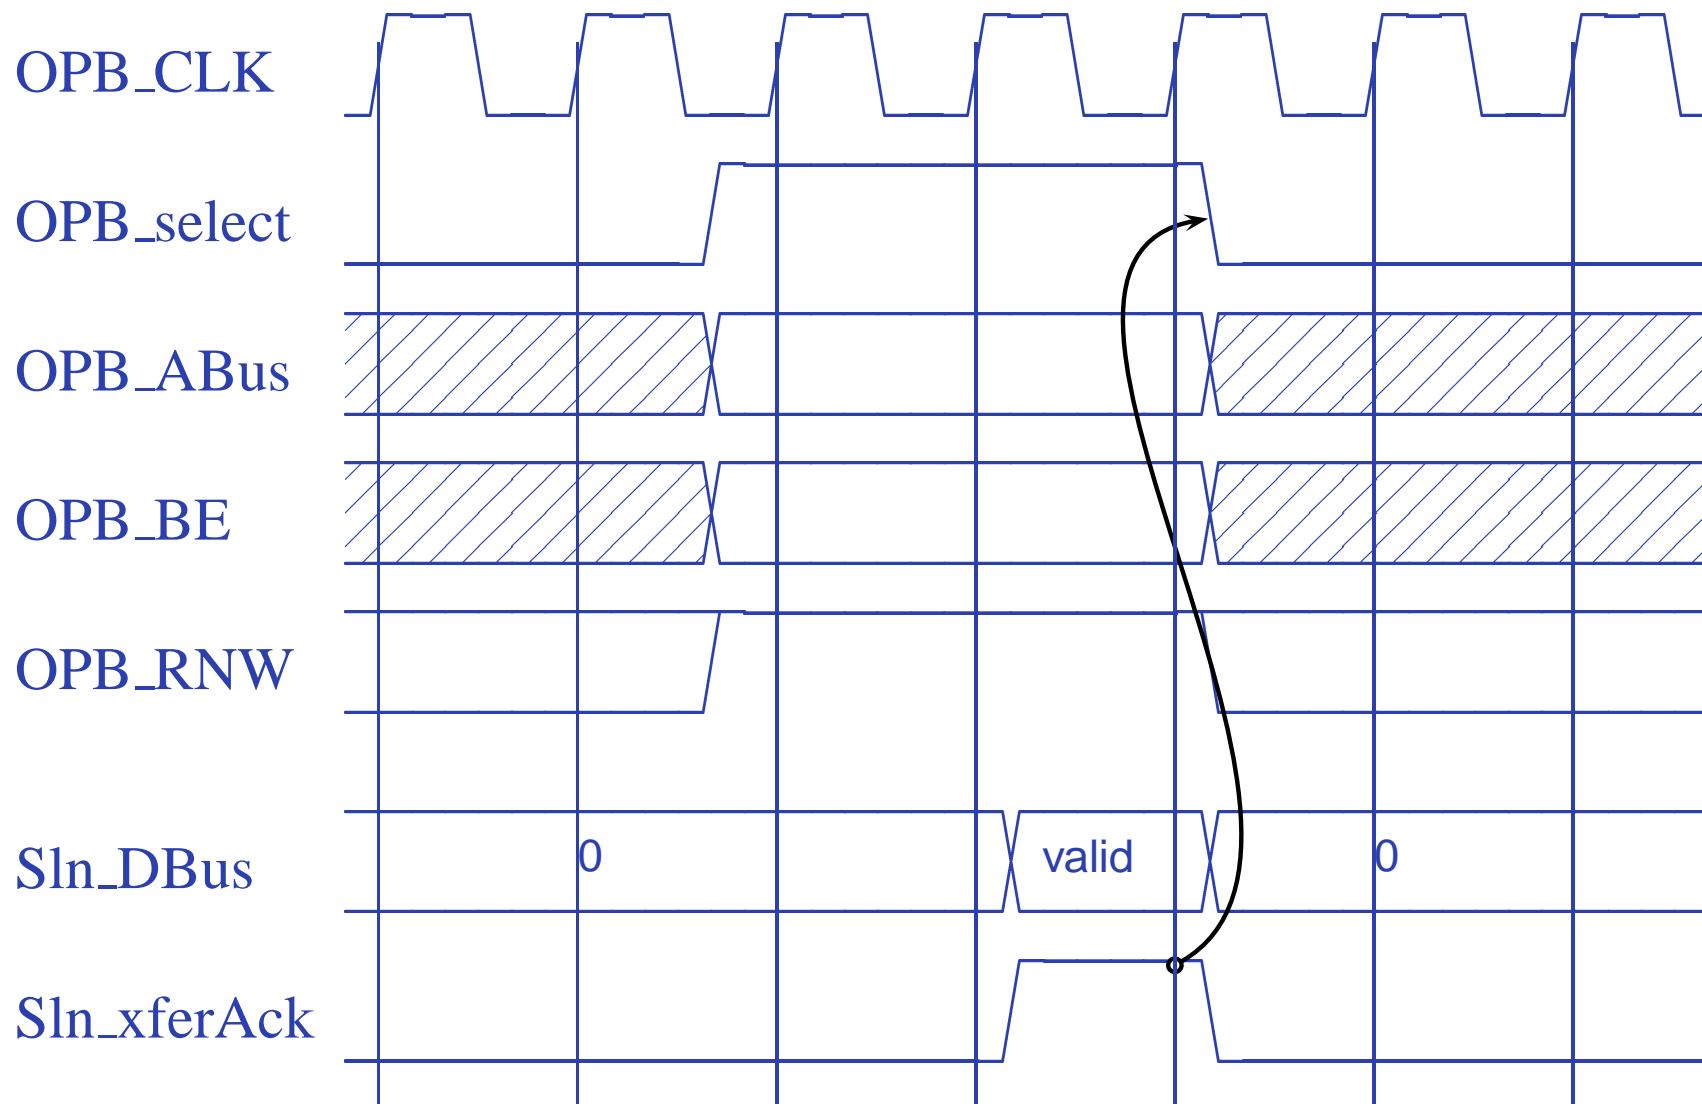 OPB_CLK
OPB_select
OPB_ABus
OPB_BE
OPB_RNW
Sln_DBus 0 valid 0
Sln_xferAck